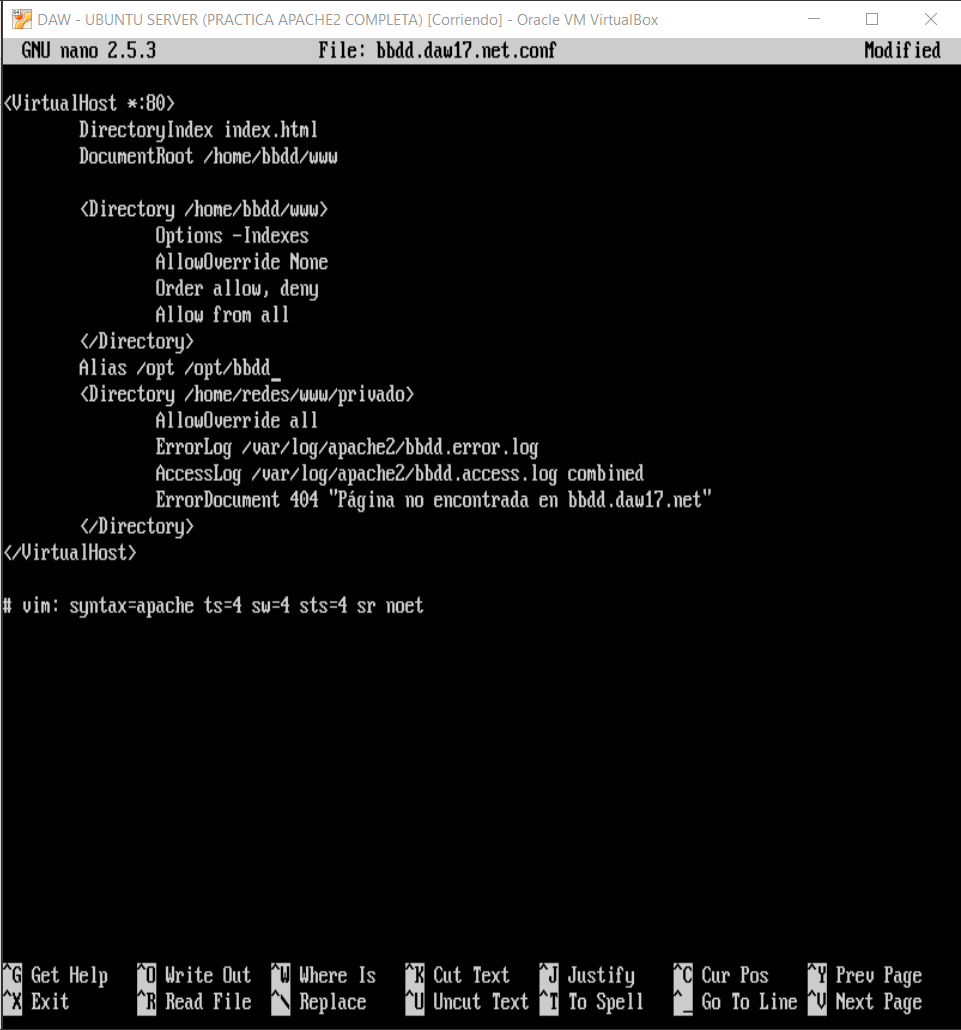 DAW - UBUNTU SERVER (PRACTICA APACHE2 COMPLETA) [Corriendo] - Oracle VM VirtualBox
GNU nano 2.5.3 File: bbdd.daw17.net.conf Modified
<VirtualHost *:80>
DirectoryIndex index.html
DocumentRoot /home/bbdd/www
<Directory /home/bbdd/www>
Options -Indexes
AllowOverride None
Order allow, deny
Allow from all
</Directory>
Alias /opt /opt/bbdd_
<Directory /home/redes/www/privado>
AllowOverride all
ErrorLog /var/log/apache2/bbdd.error.log
AccessLog /var/log/apache2/bbdd.access.log combined
ErrorDocument 404 "Página no encontrada en bbdd.daw17.net"
</Directory>
</VirtualHost>
# vim: syntax=apache ts=4 sw=4 sts=4 sr noet
^G Get Help ^O Write Out ^W Where Is ^K Cut Text ^J Justify ^C Cur Pos ^Y Prev Page
^X Exit ^R Read File ^\ Replace ^U Uncut Text ^T To Spell ^_ Go To Line ^V Next Page